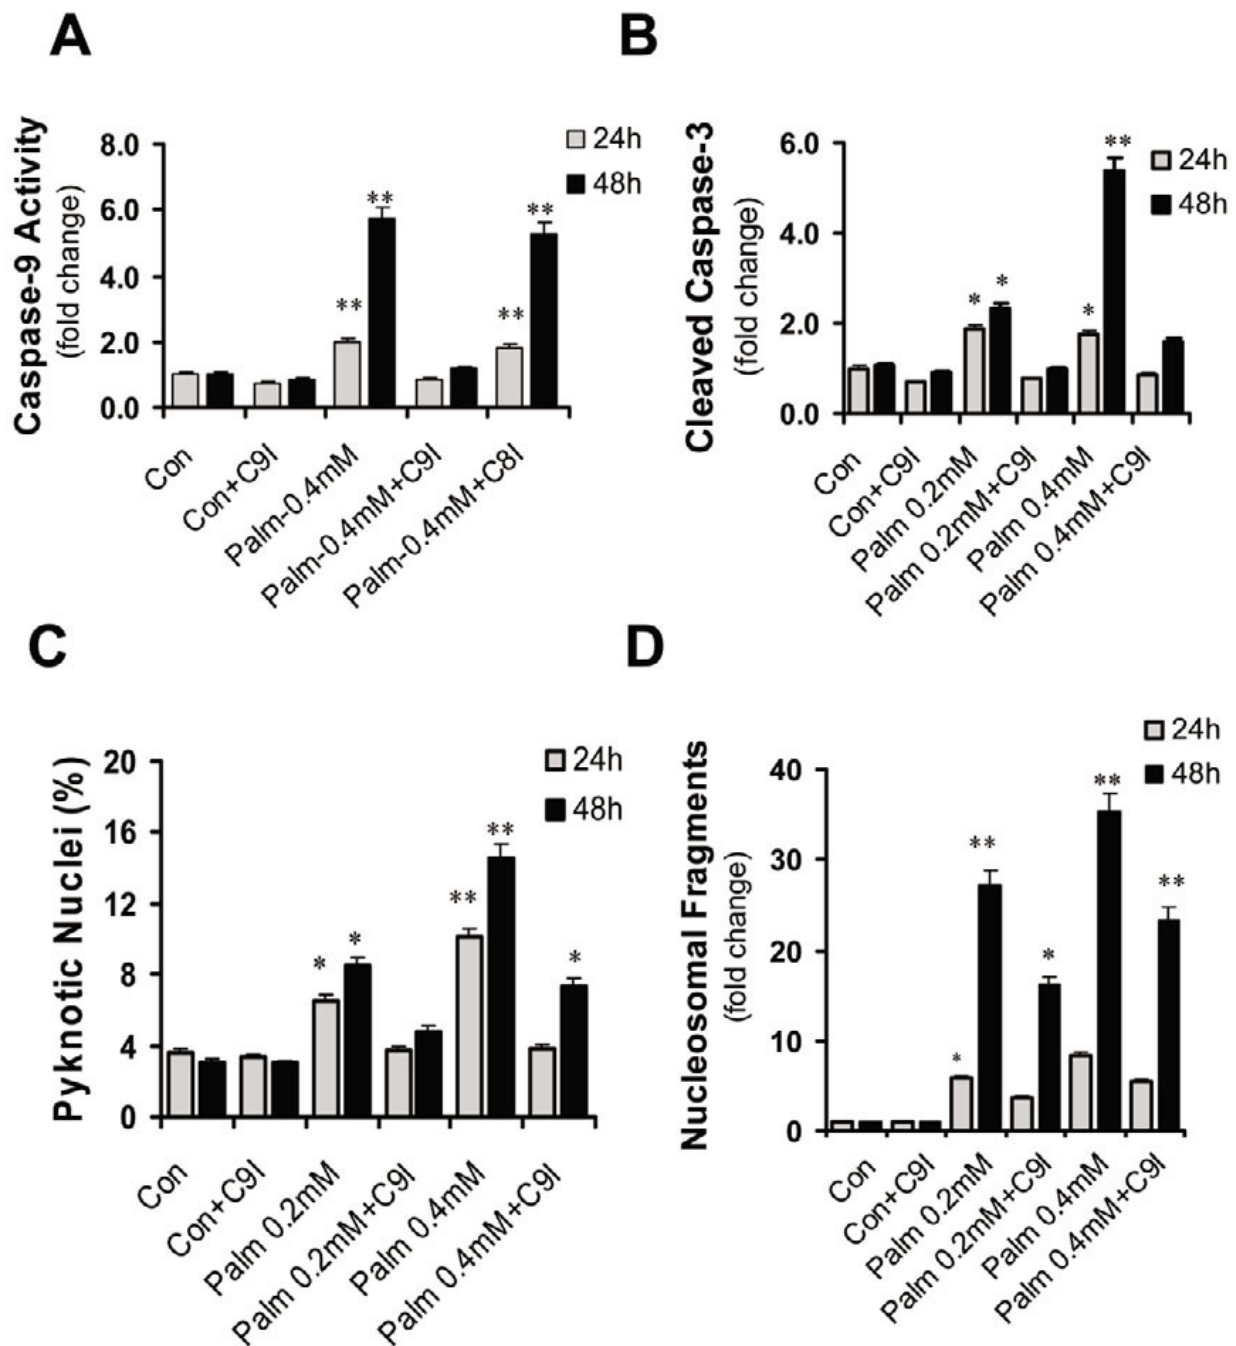 A
Caspase-9 Activity
(fold change)
8.0
6.0
4.0
2.0
0.0
24h
48h
**
**
**
**
Con
Con+C9I
Palm-0.4mM
Palm-0.4mM+C9I
Palm-0.4mM+C8I
B
Cleaved Caspase-3
(fold change)
6.0
4.0
2.0
0.0
24h
48h
*
*
*
**
Con
Con+C9I
Palm 0.2mM
Palm 0.2mM+C9I
Palm 0.4mM
Palm 0.4mM+C9I
C
Pyknotic Nuclei (%)
20
16
12
8
4
0
24h
48h
*
*
**
**
*
Con
Con+C9I
Palm 0.2mM
Palm 0.2mM+C9I
Palm 0.4mM
Palm 0.4mM+C9I
D
Nucleosomal Fragments
(fold change)
40
30
20
10
0
24h
48h
*
**
*
**
**
Con
Con+C9I
Palm 0.2mM
Palm 0.2mM+C9I
Palm 0.4mM
Palm 0.4mM+C9I